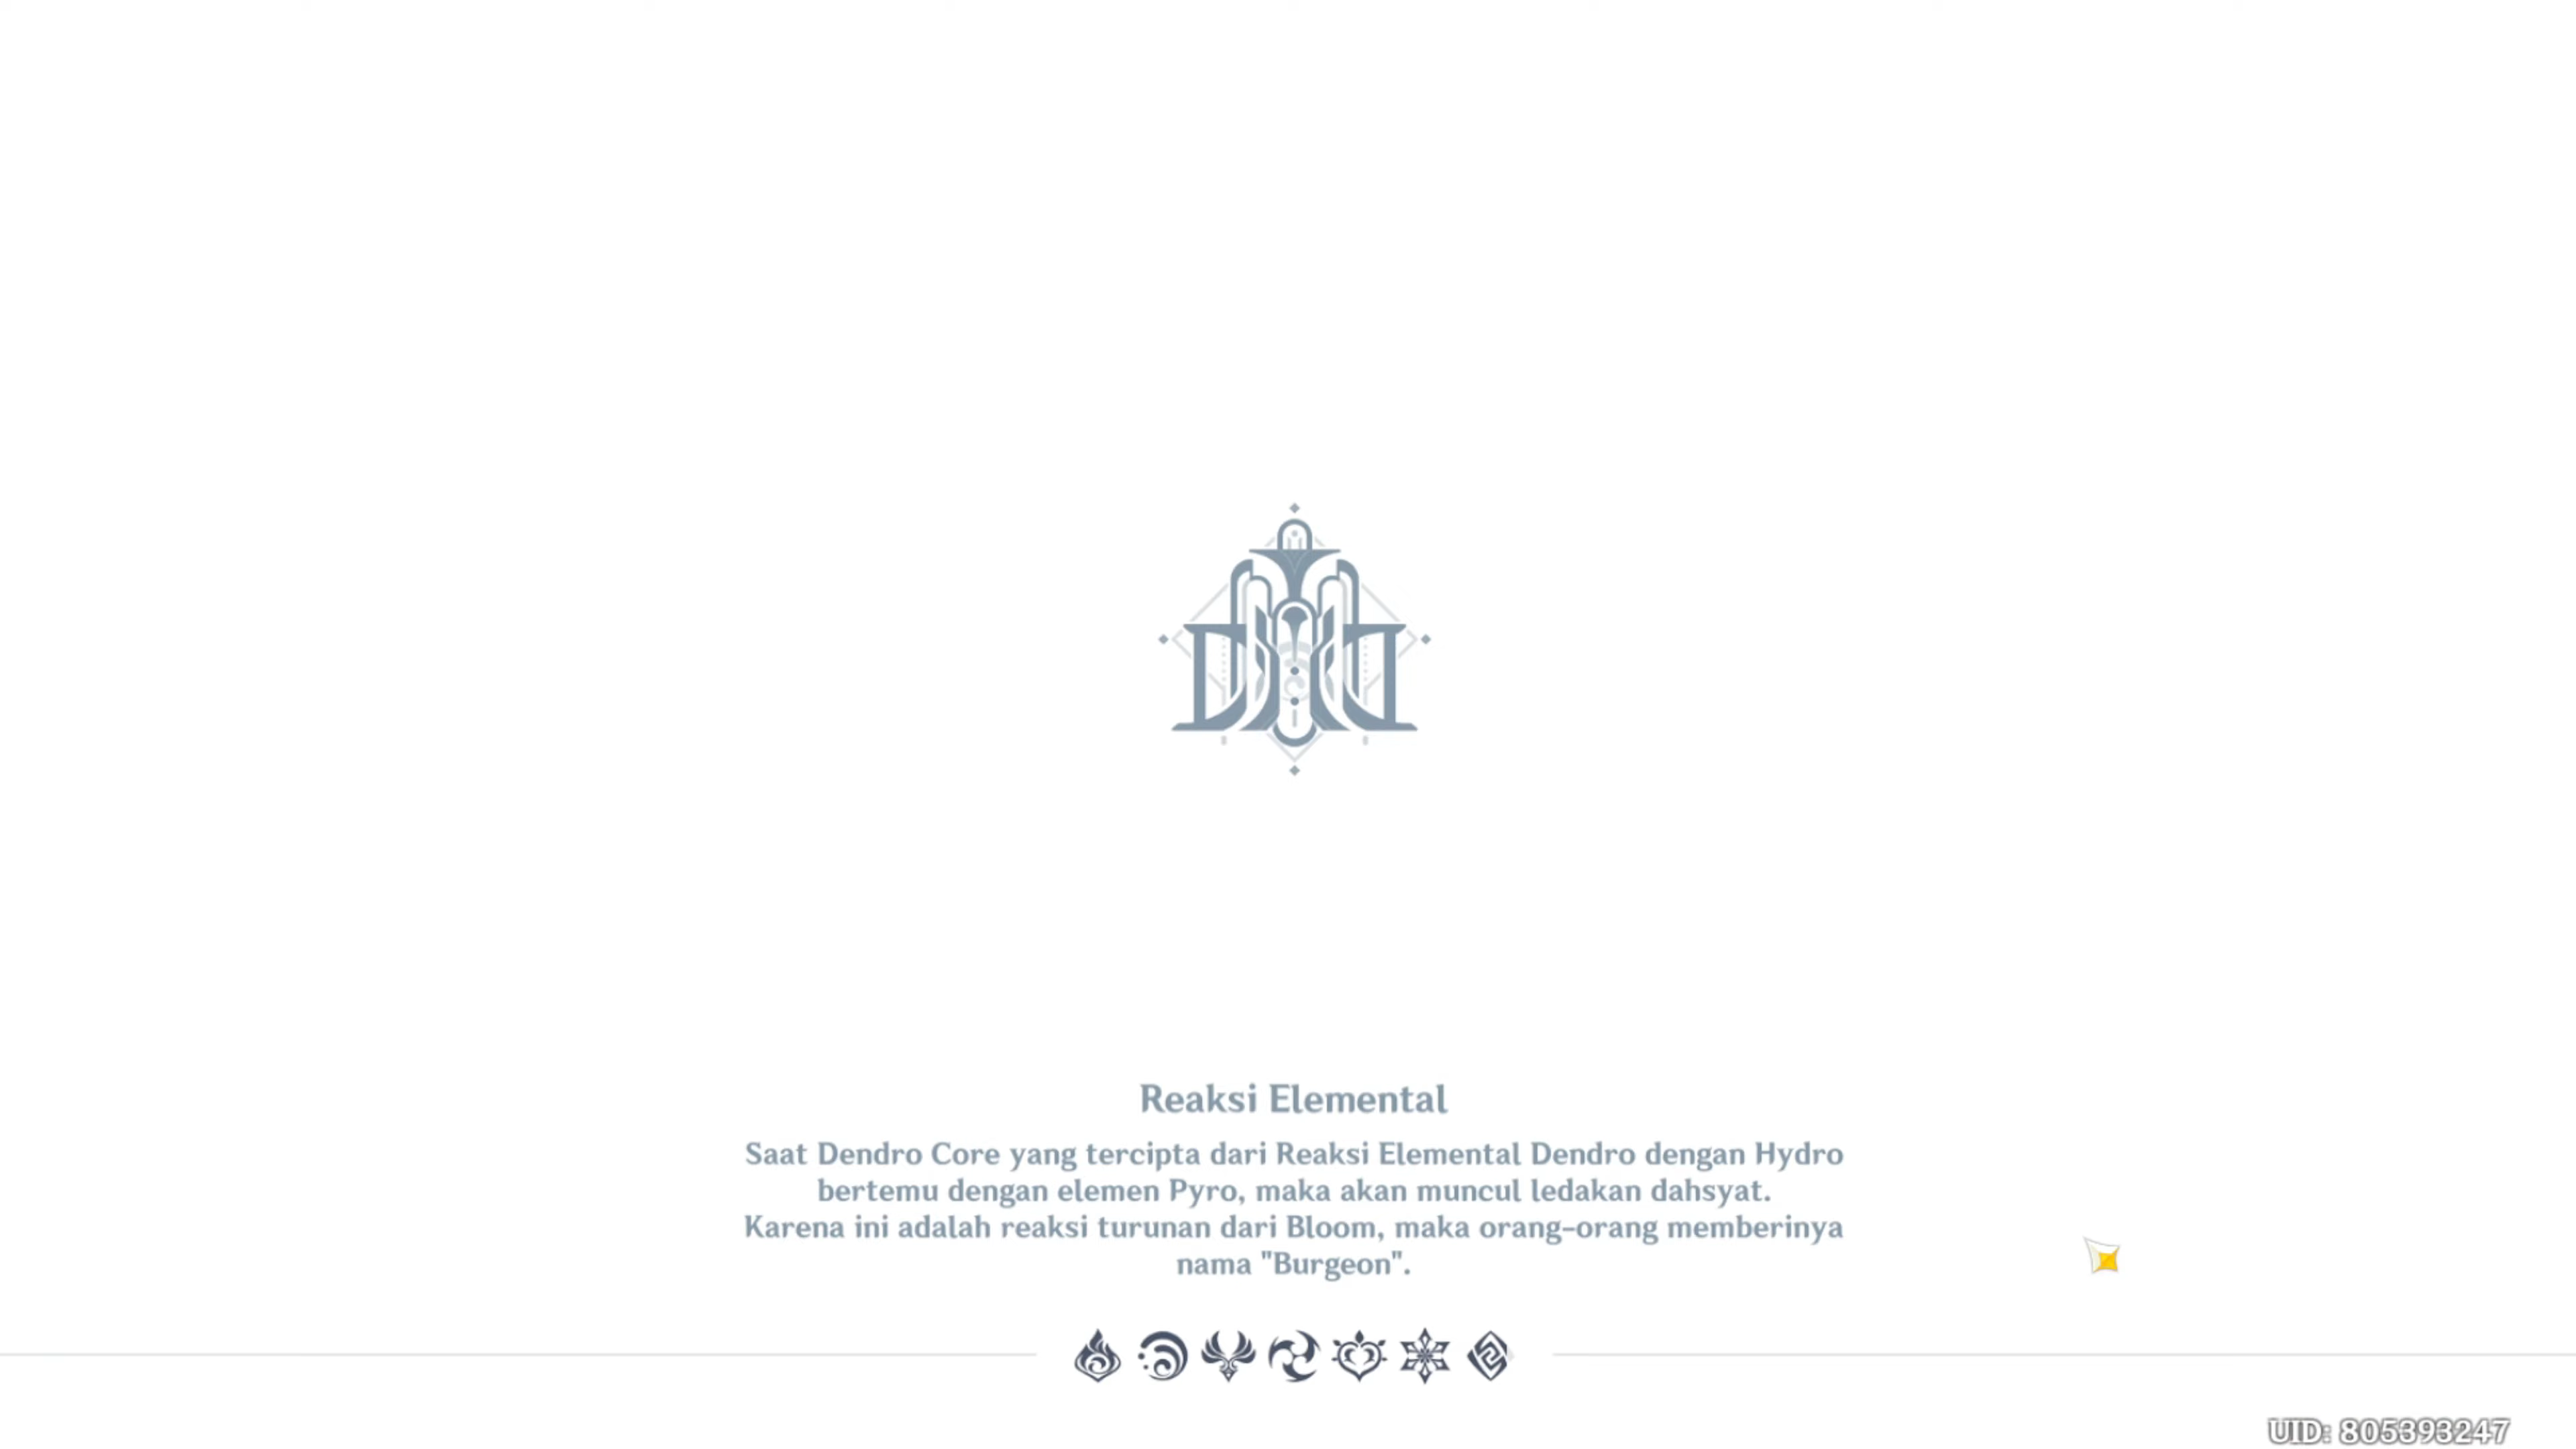 Reaksi Elemental
Saat Dendro Core yang tercipta dari Reaksi Elemental Dendro dengan Hydro
bertemu dengan elemen Pyro, maka akan muncul ledakan dahsyat.
Karena ini adalah reaksi turunan dari Bloom, maka orang-orang memberinya
nama "Burgeon".
UID: 805393247